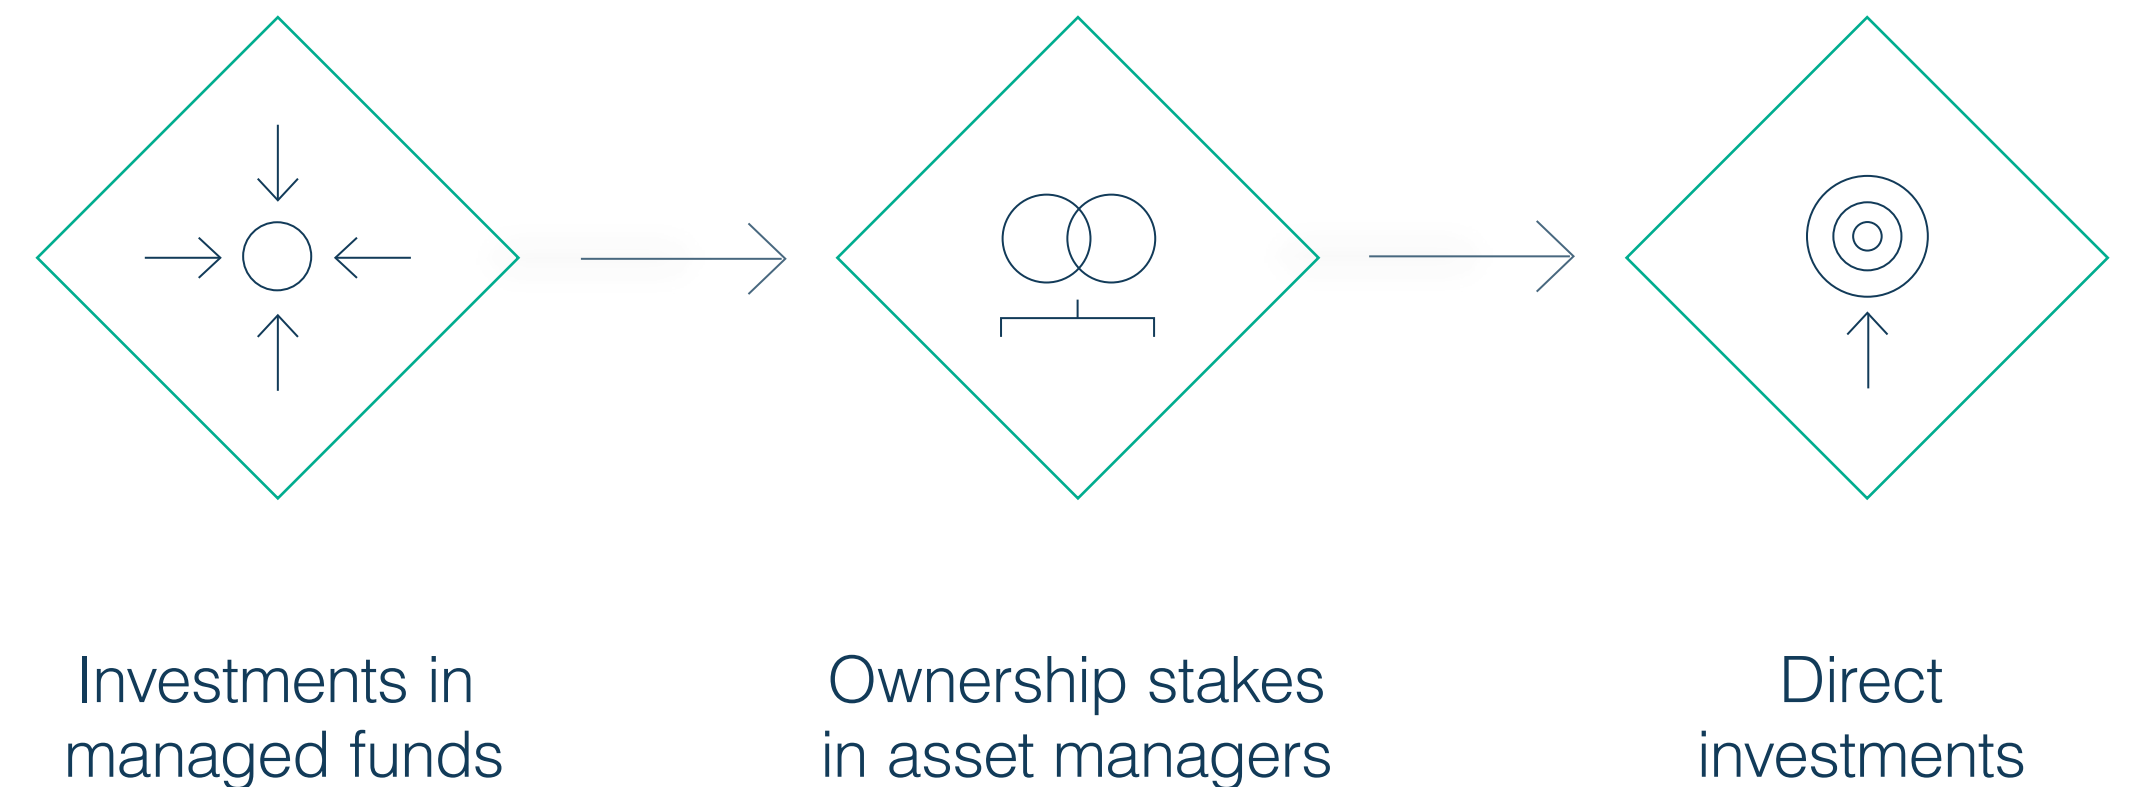 Investments in
managed funds
Ownership stakes
in asset managers
Direct
investments